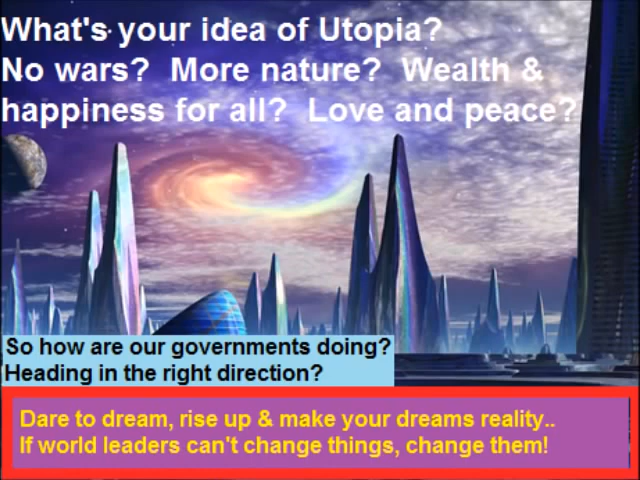 What's your idea of Utopia?
No wars?  More nature?  Wealth &
happiness for all?  Love and peace?
So how are our governments doing?
Heading in the right direction?
Dare to dream, rise up & make your dreams reality..
If world leaders can't change things, change them!